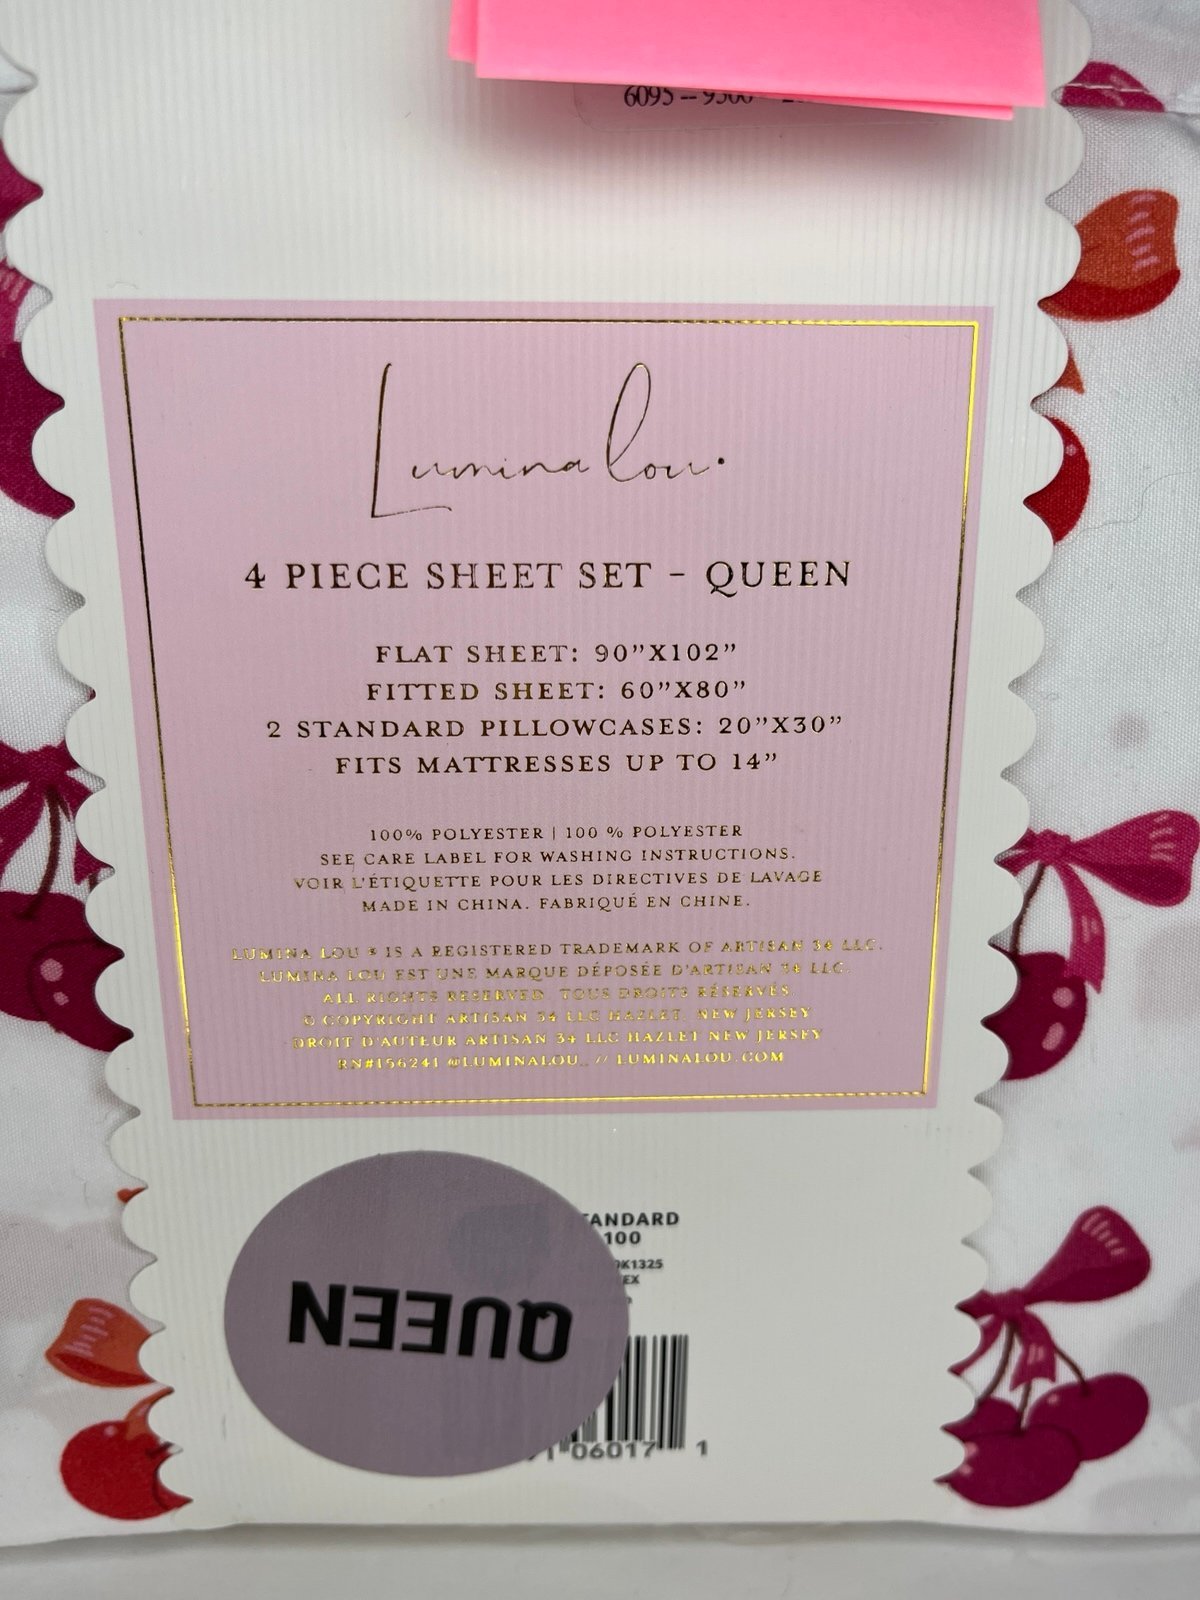 6095 -- 9500
Lumina lou.
4 PIECE SHEET SET - QUEEN
FLAT SHEET: 90"X102"
FITTED SHEET: 60"X80"
2 STANDARD PILLOWCASES: 20"X30"
FITS MATTRESSES UP TO 14"
100% POLYESTER | 100 % POLYESTER
SEE CARE LABEL FOR WASHING INSTRUCTIONS.
VOIR L'ÉTIQUETTE POUR LES DIRECTIVES DE LAVAGE
MADE IN CHINA. FABRIQUÉ EN CHINE.
LUMINA LOU ® IS A REGISTERED TRADEMARK OF ARTISAN 34 LLC.
LUMINA LOU EST UNE MARQUE DÉPOSÉE D'ARTISAN 34 LLC.
ALL RIGHTS RESERVED. TOUS DROITS RÉSERVÉS.
© COPYRIGHT ARTISAN 34 LLC HAZLET, NEW JERSEY
DROIT D'AUTEUR ARTISAN 34 LLC HAZLET NEW JERSEY
RN#156241 @LUMINALOU_ // LUMINALOU.COM
TANDARD
100
OK1325
EX
QUEEN
1 06017 1